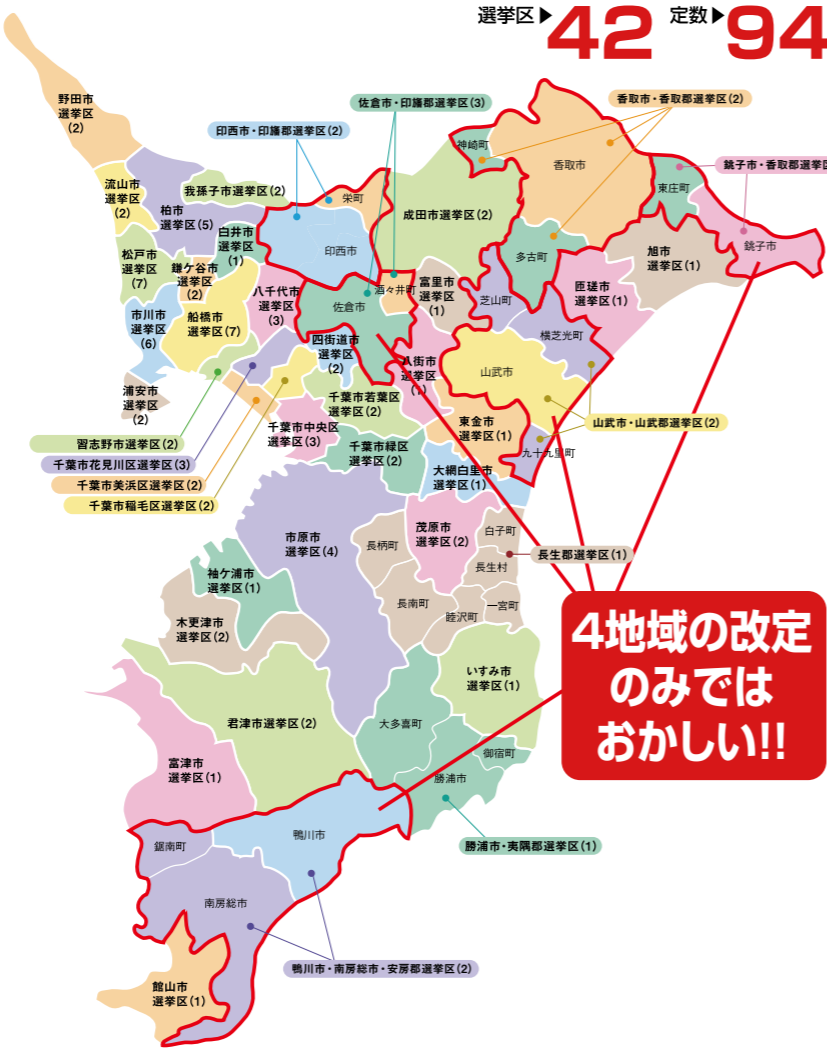 選挙区▶42 定数▶94
野田市
選挙区
(2)
佐倉市・印旛郡選挙区(3)
香取市・香取郡選挙区(2)
印西市・印旛郡選挙区(2)
神崎町
香取市
銚子市・香取郡選挙区
東庄町
流山市
選挙区
(2)
柏市
選挙区(5)
我孫子市選挙区(2)
栄町
成田市選挙区(2)
白井市
選挙区
(1)
印西市
銚子市
旭市
選挙区(1)
多古町
松戸市
選挙区
(7)
鎌ケ谷市
選挙区
(2)
八千代市
選挙区
(3)
酒々井町
富里市
選挙区
(1)
芝山町
匝瑳市
選挙区(1)
佐倉市
市川市
選挙区
(6)
船橋市
選挙区(7)
四街道市
選挙区
(2)
八街市
選挙区
(1)
横芝光町
山武市
浦安市
選挙区
(2)
千葉市若葉区
選挙区(2)
東金市
選挙区(1)
山武市・山武郡選挙区(2)
千葉市中央区
選挙区(3)
習志野市選挙区(2)
千葉市花見川区選挙区(3)
千葉市美浜区選挙区(2)
千葉市稲毛区選挙区(2)
千葉市緑区
選挙区(2)
九十九里町
大網白里市
選挙区(1)
市原市
選挙区(4)
茂原市
選挙区(2)
白子町
長柄町
長生郡選挙区(1)
長生村
袖ケ浦市
選挙区(1)
長南町
睦沢町
一宮町
木更津市
選挙区(2)
4地域の改定
のみでは
おかしい!!
いすみ市
選挙区(1)
君津市選挙区(2)
大多喜町
御宿町
富津市
選挙区(1)
勝浦市
鴨川市
鋸南町
勝浦市・夷隅郡選挙区(1)
南房総市
鴨川市・南房総市・安房郡選挙区(2)
館山市
選挙区(1)